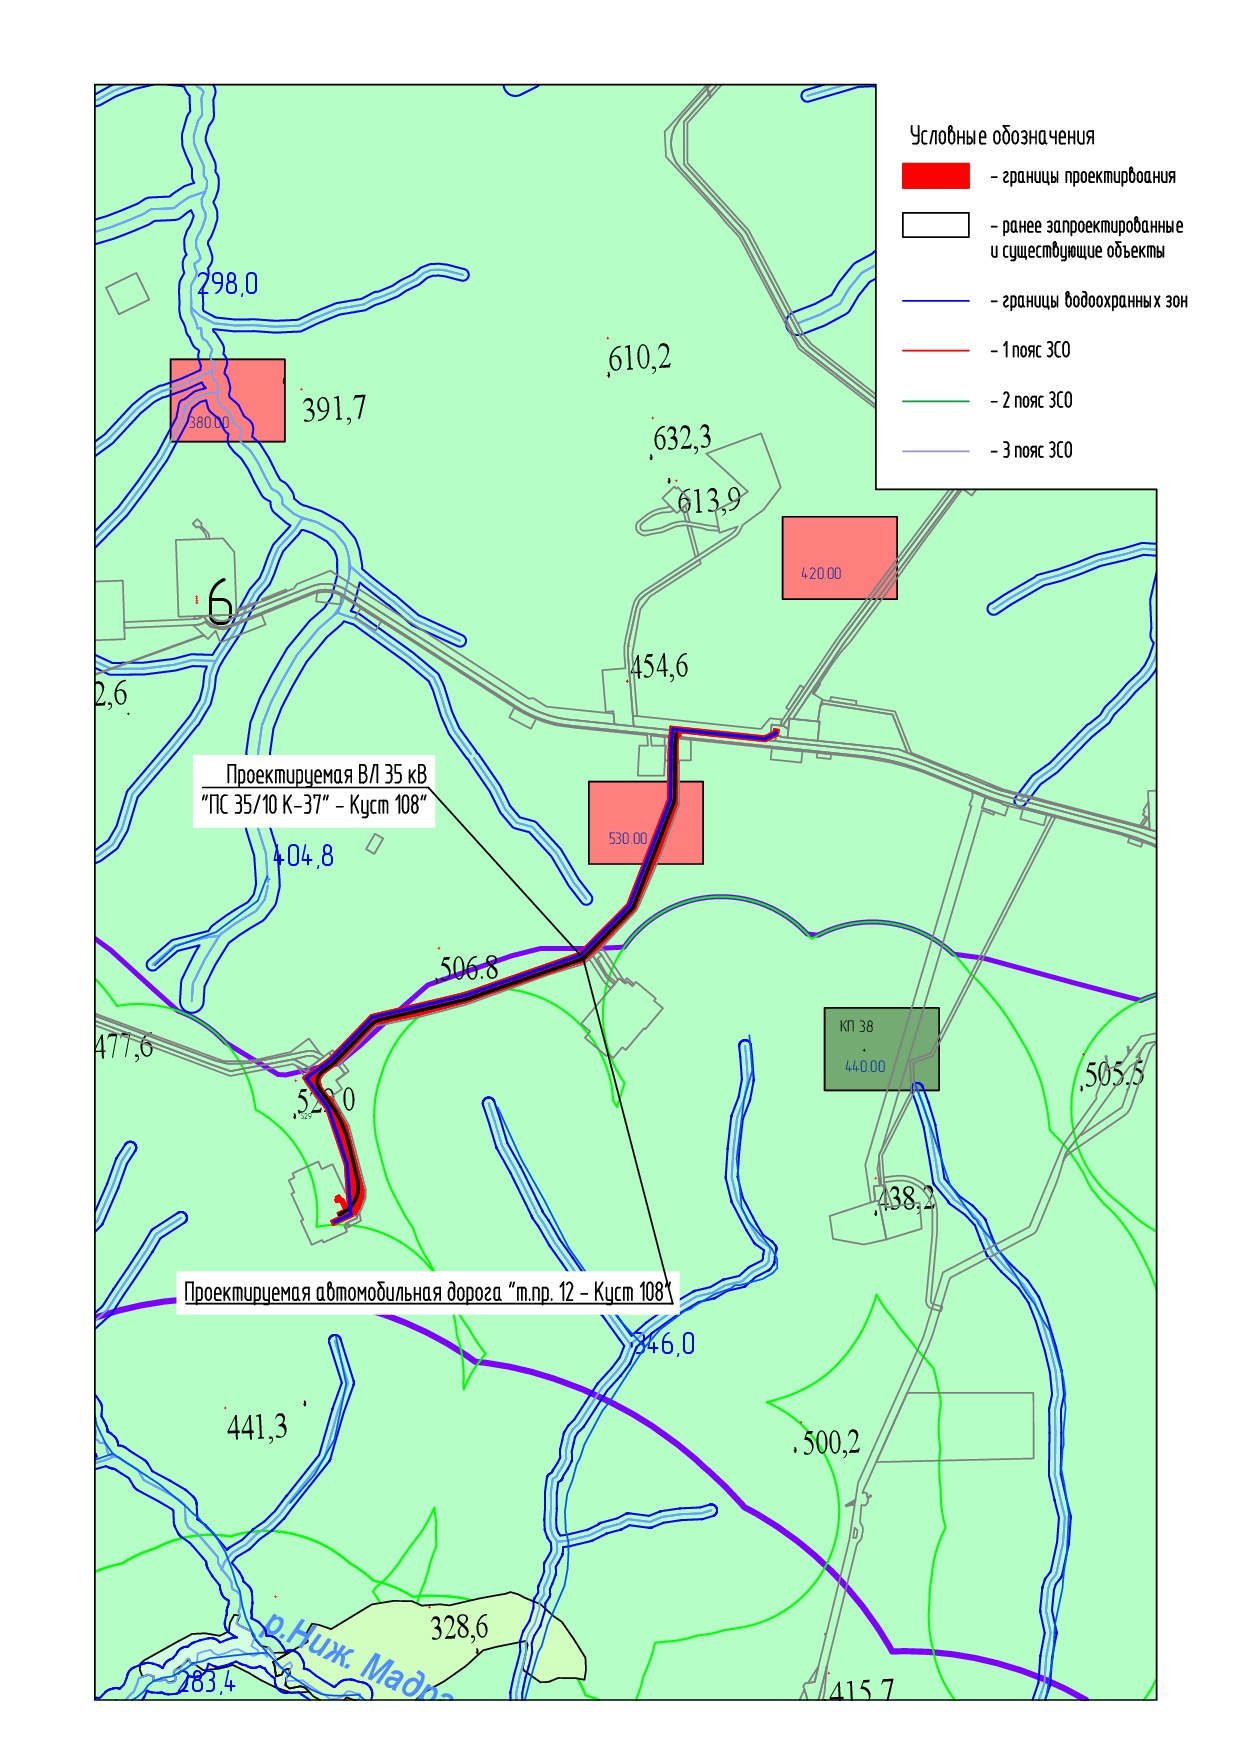 Условные обозначения
- границы проектирвоания
- ранее запроектированные
и существующие объекты
- границы водоохранных зон
- 1 пояс ЗСО
- 2 пояс ЗСО
- 3 пояс ЗСО
298,0
610,2
391,7
380.00
632,3
613,9
420.00
6
454,6
2,6
Проектируемая ВЛ 35 кВ
"ПС 35/10 К-37" - Куст 108"
530.00
404,8
506.8
КП 38
440.00
477,6
505.5
529
438,2
Проектируемая автомобильная дорога "т.пр. 12 - Куст 108"
346,0
441,3
500,2
328,6
р.Ниж. Мадра
283,4
415,7